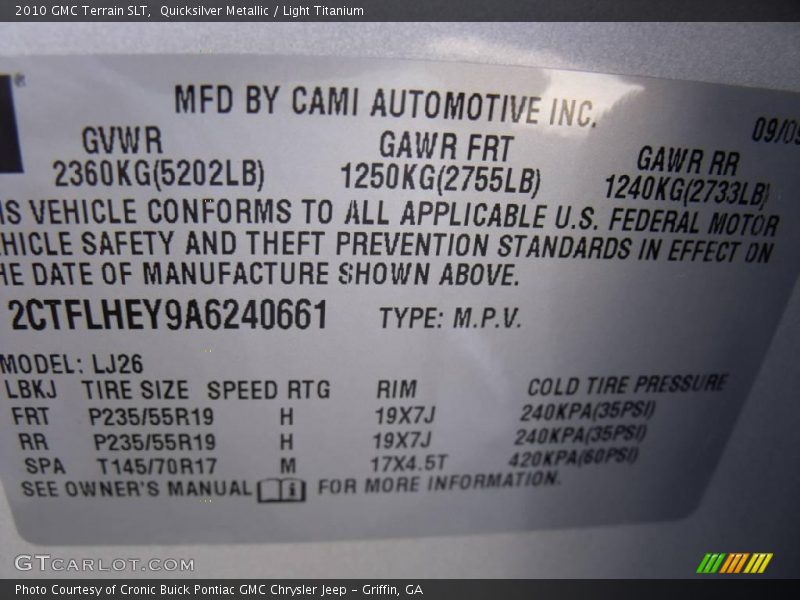 2010 GMC Terrain SLT,  Quicksilver Metallic / Light Titanium
®
MFD BY CAMI AUTOMOTIVE INC.
09/09
GVWR GAWR FRT GAWR RR
2360KG(5202LB) 1250KG(2755LB) 1240KG(2733LB)
IS VEHICLE CONFORMS TO ALL APPLICABLE U.S. FEDERAL MOTOR
HICLE SAFETY AND THEFT PREVENTION STANDARDS IN EFFECT ON
HE DATE OF MANUFACTURE SHOWN ABOVE.
2CTFLHEY9A6240661 TYPE: M.P.V.
MODEL: LJ26
LBKJ TIRE SIZE SPEED RTG RIM COLD TIRE PRESSURE
FRT P235/55R19 H 19X7J 240KPA(35PSI)
RR P235/55R19 H 19X7J 240KPA(35PSI)
SPA T145/70R17 M 17X4.5T 420KPA(60PSI)
SEE OWNER'S MANUAL i FOR MORE INFORMATION.
GTCARLOT.COM
Photo Courtesy of Cronic Buick Pontiac GMC Chrysler Jeep – Griffin, GA